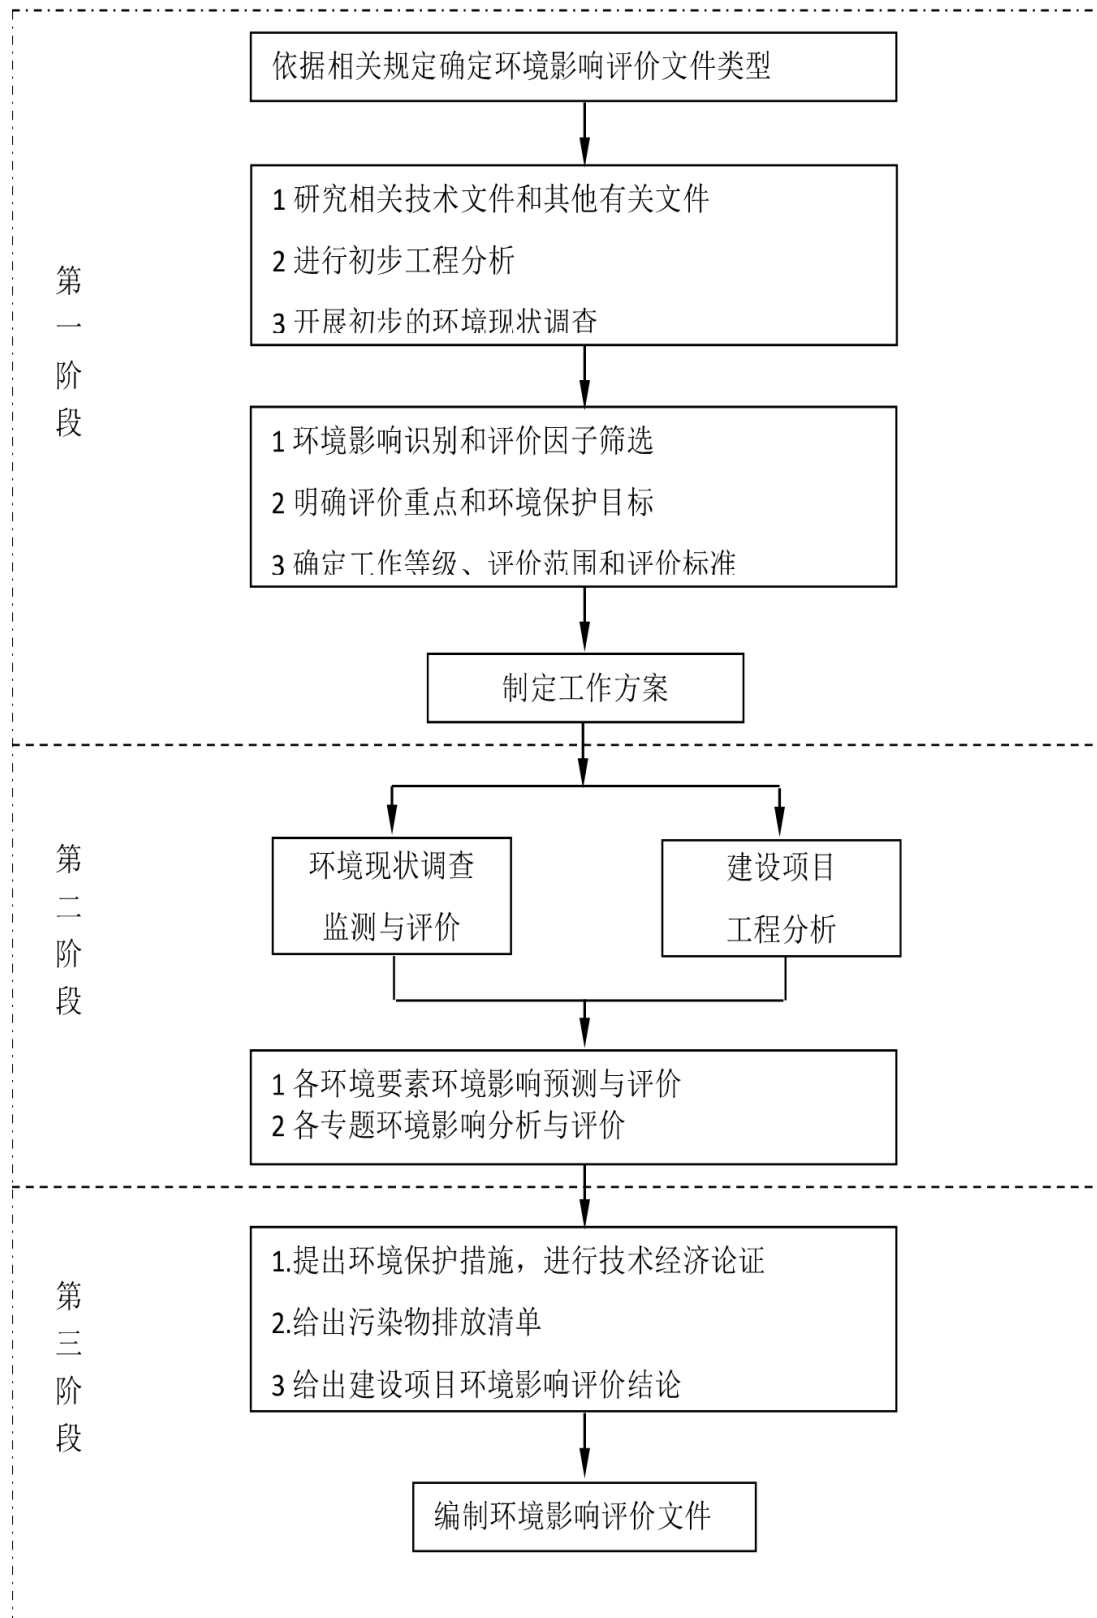 依据相关规定确定环境影响评价文件类型
1 研究相关技术文件和其他有关文件
2 进行初步工程分析
3 开展初步的环境现状调查
第一阶段
1 环境影响识别和评价因子筛选
2 明确评价重点和环境保护目标
3 确定工作等级、评价范围和评价标准
制定工作方案
环境现状调查
监测与评价
建设项目
工程分析
第二阶段
1 各环境要素环境影响预测与评价
2 各专题环境影响分析与评价
1.提出环境保护措施，进行技术经济论证
2.给出污染物排放清单
3 给出建设项目环境影响评价结论
第三阶段
编制环境影响评价文件